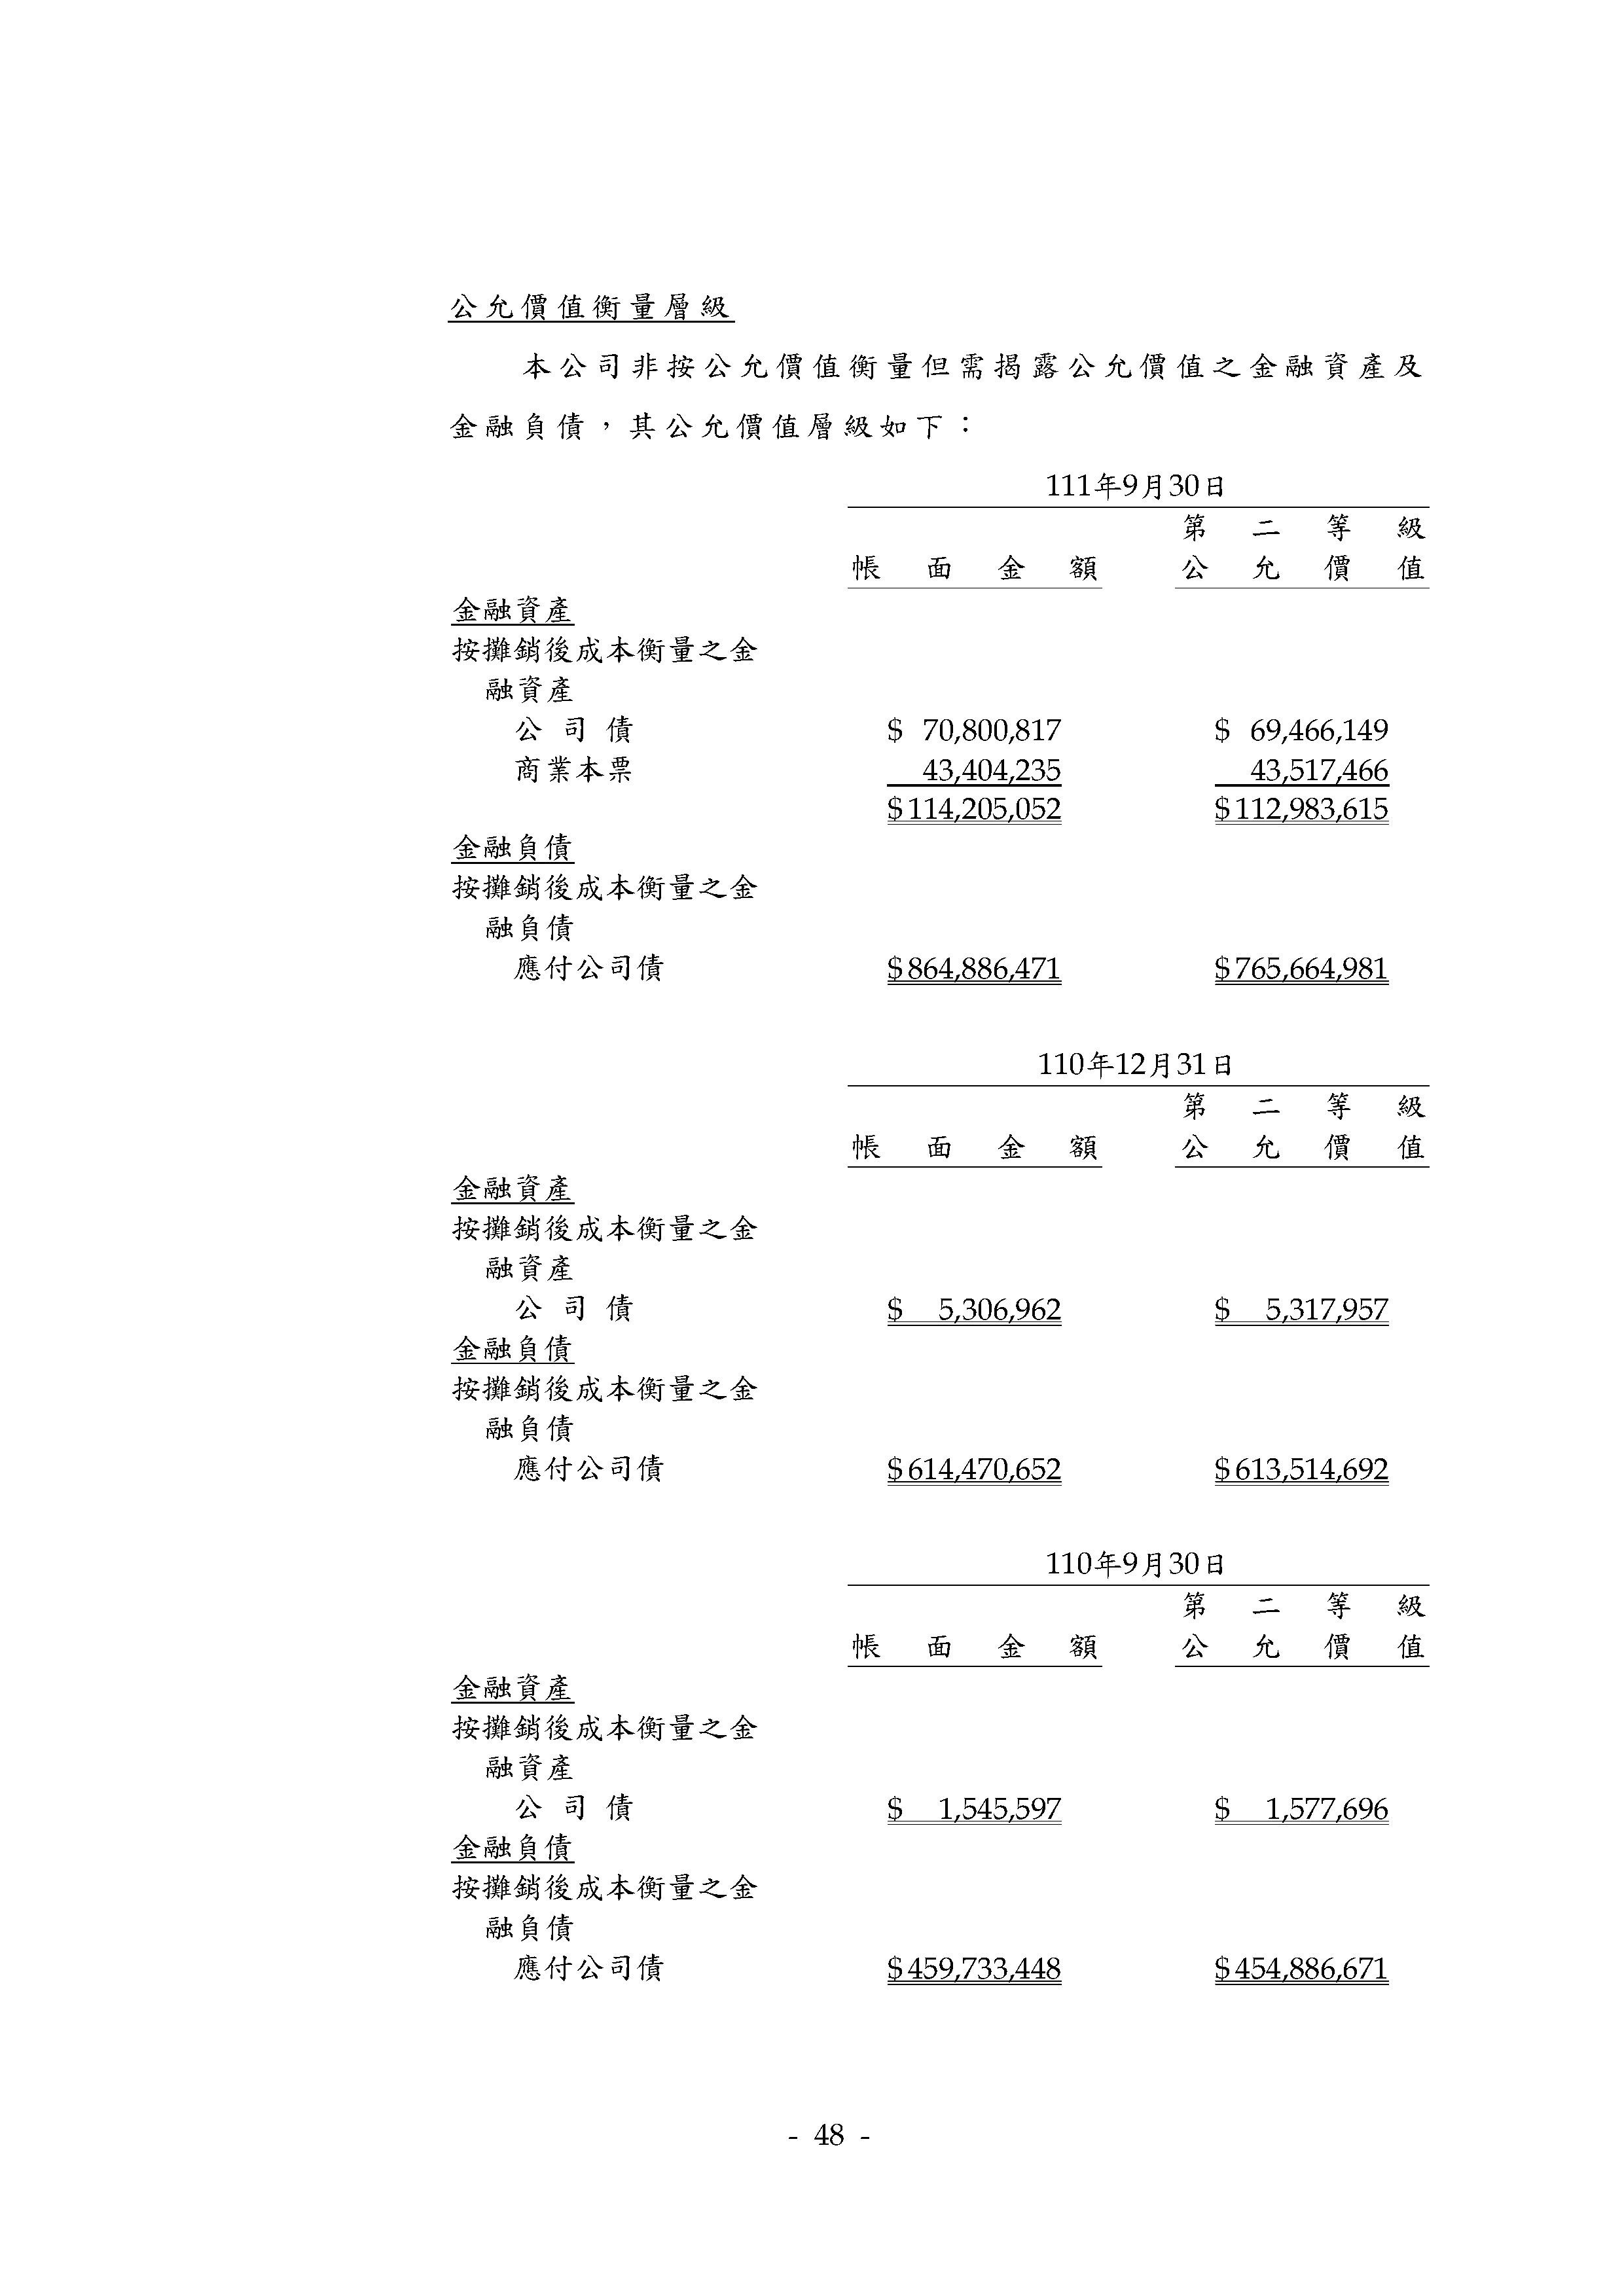 公允價值衡量層級
本公司非按公允價值衡量但需揭露公允價值之金融資產及
金融負債，其公允價值層級如下：
111年9月30日
第二等級
帳面金額 公允價值
金融資產
按攤銷後成本衡量之金
融資產
公司債 $ 70,800,817 $ 69,466,149
商業本票 43,404,235 43,517,466
$114,205,052 $112,983,615
金融負債
按攤銷後成本衡量之金
融負債
應付公司債 $864,886,471 $765,664,981
110年12月31日
第二等級
帳面金額 公允價值
金融資產
按攤銷後成本衡量之金
融資產
公司債 $ 5,306,962 $ 5,317,957
金融負債
按攤銷後成本衡量之金
融負債
應付公司債 $614,470,652 $613,514,692
110年9月30日
第二等級
帳面金額 公允價值
金融資產
按攤銷後成本衡量之金
融資產
公司債 $ 1,545,597 $ 1,577,696
金融負債
按攤銷後成本衡量之金
融負債
應付公司債 $459,733,448 $454,886,671
- 48 -